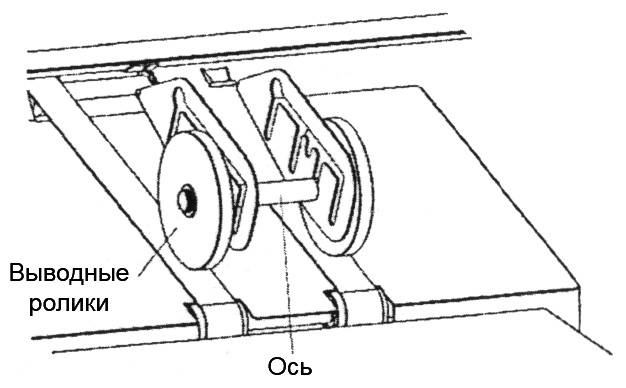 Выводные
ролики
Ось